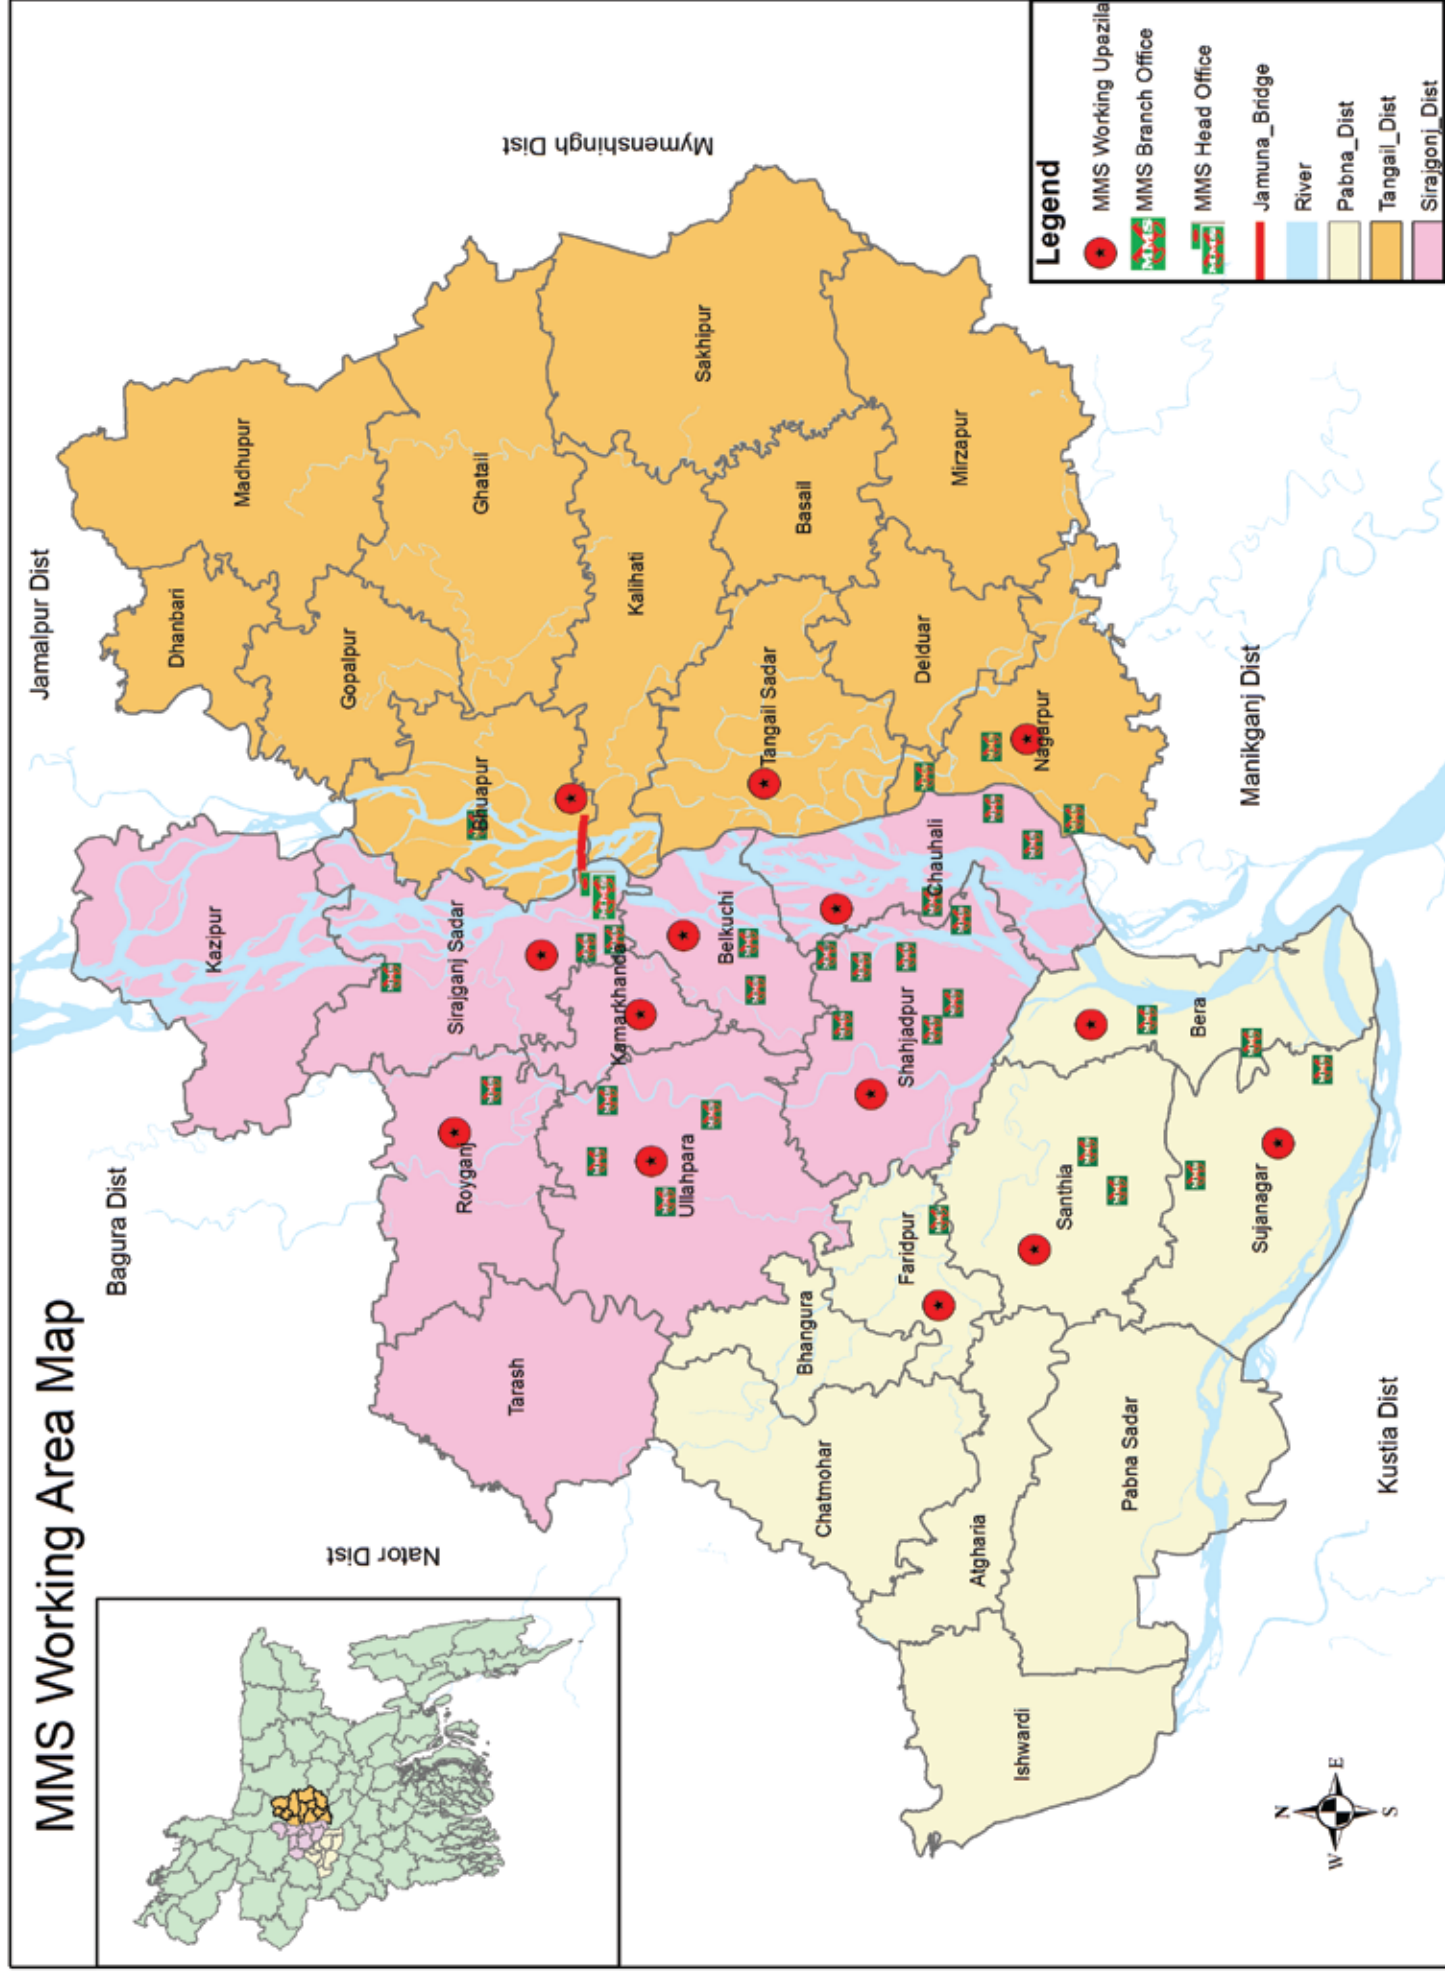 MMS Working Area Map
Jamalpur Dist
Bagura Dist
Nator Dist
Mymenshingh Dist
Manikganj Dist
Kustia Dist
Madhupur
Dhanbari
Gopalpur
Ghatail
Bhuapur
Kalihati
Sakhipur
Basail
Tangail Sadar
Delduar
Mirzapur
Nagarpur
Kazipur
Sirajganj Sadar
Royganj
Tarash
Kamarkhanda
Belkuchi
Ullahpara
Shahjadpur
Chauhali
Bhangura
Faridpur
Chatmohar
Atgharia
Santhia
Bera
Sujanagar
Pabna Sadar
Ishwardi
N
W E
S
Legend
MMS Working Upazila
MMS MMS Branch Office
MMS MMS Head Office
Jamuna_Bridge
River
Pabna_Dist
Tangail_Dist
Sirajgonj_Dist